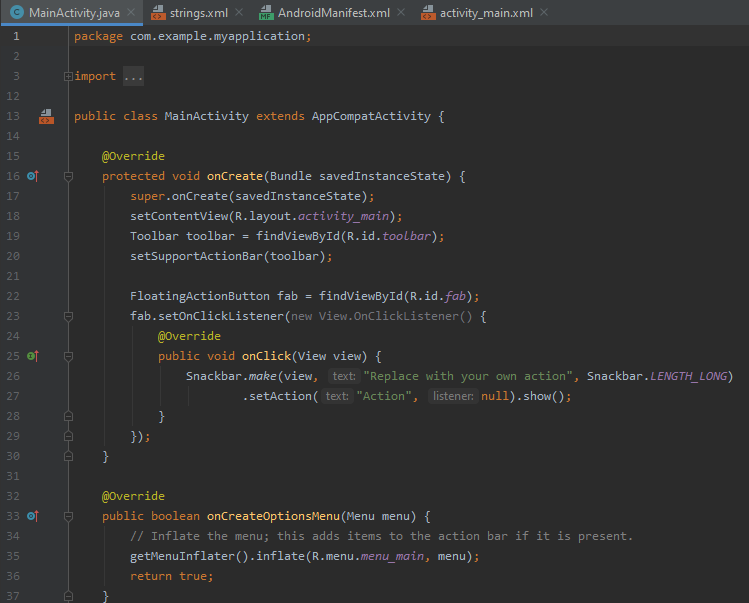 MainActivity.java × strings.xml × AndroidManifest.xml × activity_main.xml ×
1 package com.example.myapplication;
2
3 import ...
12
13 public class MainActivity extends AppCompatActivity {
14
15 @Override
16 protected void onCreate(Bundle savedInstanceState) {
17 super.onCreate(savedInstanceState);
18 setContentView(R.layout.activity_main);
19 Toolbar toolbar = findViewById(R.id.toolbar);
20 setSupportActionBar(toolbar);
21
22 FloatingActionButton fab = findViewById(R.id.fab);
23 fab.setOnClickListener(new View.OnClickListener() {
24 @Override
25 public void onClick(View view) {
26 Snackbar.make(view, text: "Replace with your own action", Snackbar.LENGTH_LONG)
27 .setAction( text: "Action", listener: null).show();
28 }
29 });
30 }
31
32 @Override
33 public boolean onCreateOptionsMenu(Menu menu) {
34 // Inflate the menu; this adds items to the action bar if it is present.
35 getMenuInflater().inflate(R.menu.menu_main, menu);
36 return true;
37 }